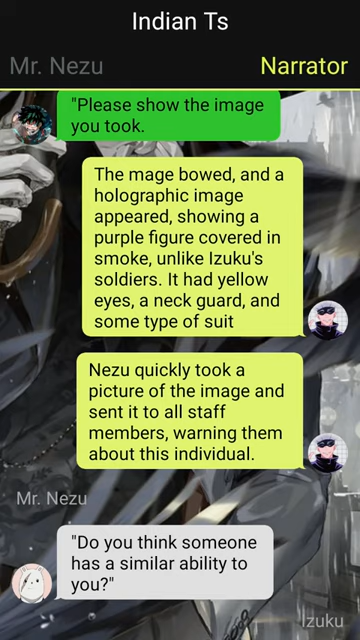 Indian Ts
Mr. Nezu
Narrator
"Please show the image
you took.
The mage bowed, and a
holographic image
appeared, showing a
purple figure covered in
smoke, unlike Izuku's
soldiers. It had yellow
eyes, a neck guard, and
some type of suit
Nezu quickly took a
picture of the image and
sent it to all staff
members, warning them
about this individual.
Mr. Nezu
"Do you think someone
has a similar ability to
you?"
Izuku